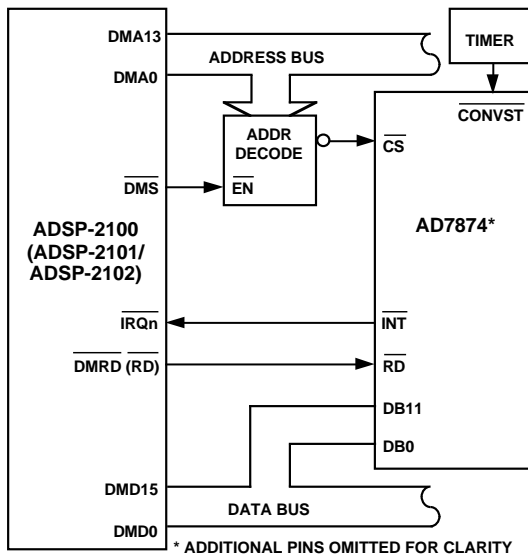 DMA13
ADDRESS BUS
TIMER
DMA0
CONVST
ADDR
DECODE
CS
DMS
EN
ADSP-2100
(ADSP-2101/
ADSP-2102)
AD7874*
IRQn
INT
DMRD (RD)
RD
DB11
DB0
DMD15
DATA BUS
DMD0
* ADDITIONAL PINS OMITTED FOR CLARITY